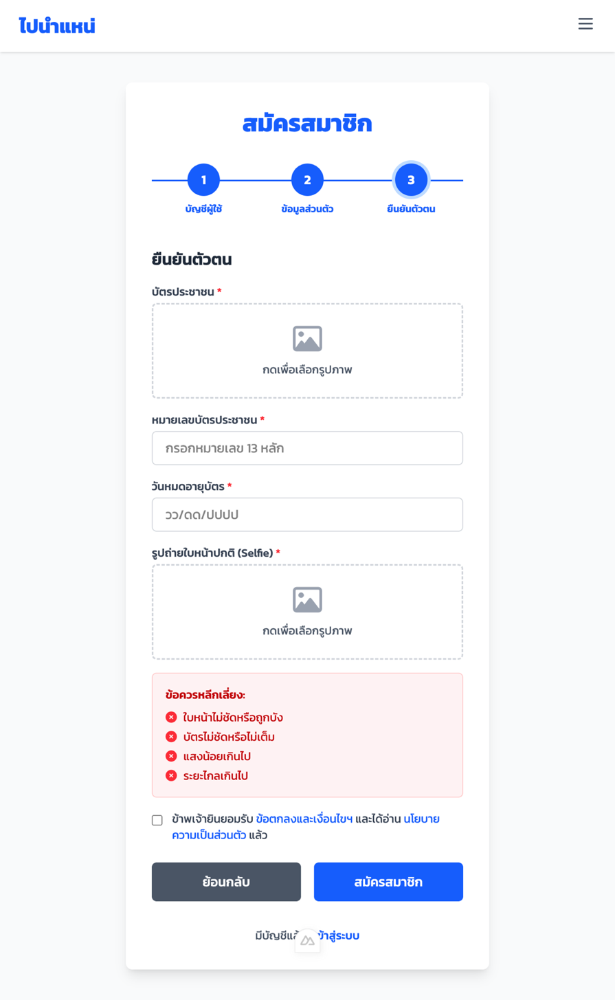 ไปนำแหน่
สมัครสมาชิก
1
2
3
บัญชีผู้ใช้
ข้อมูลส่วนตัว
ยืนยันตัวตน
ยืนยันตัวตน
บัตรประชาชน *
กดเพื่อเลือกรูปภาพ
หมายเลขบัตรประชาชน *
กรอกหมายเลข 13 หลัก
วันหมดอายุบัตร *
วว/ดด/ปปปป
รูปถ่ายใบหน้าปกติ (Selfie) *
กดเพื่อเลือกรูปภาพ
ข้อควรหลีกเลี่ยง:
ใบหน้าไม่ชัดหรือถูกบัง
บัตรไม่ชัดหรือไม่เต็ม
แสงน้อยเกินไป
ระยะไกลเกินไป
ข้าพเจ้ายินยอมรับ ข้อตกลงและเงื่อนไขฯ และได้อ่าน นโยบาย
ความเป็นส่วนตัว แล้ว
ย้อนกลับ
สมัครสมาชิก
มีบัญชี